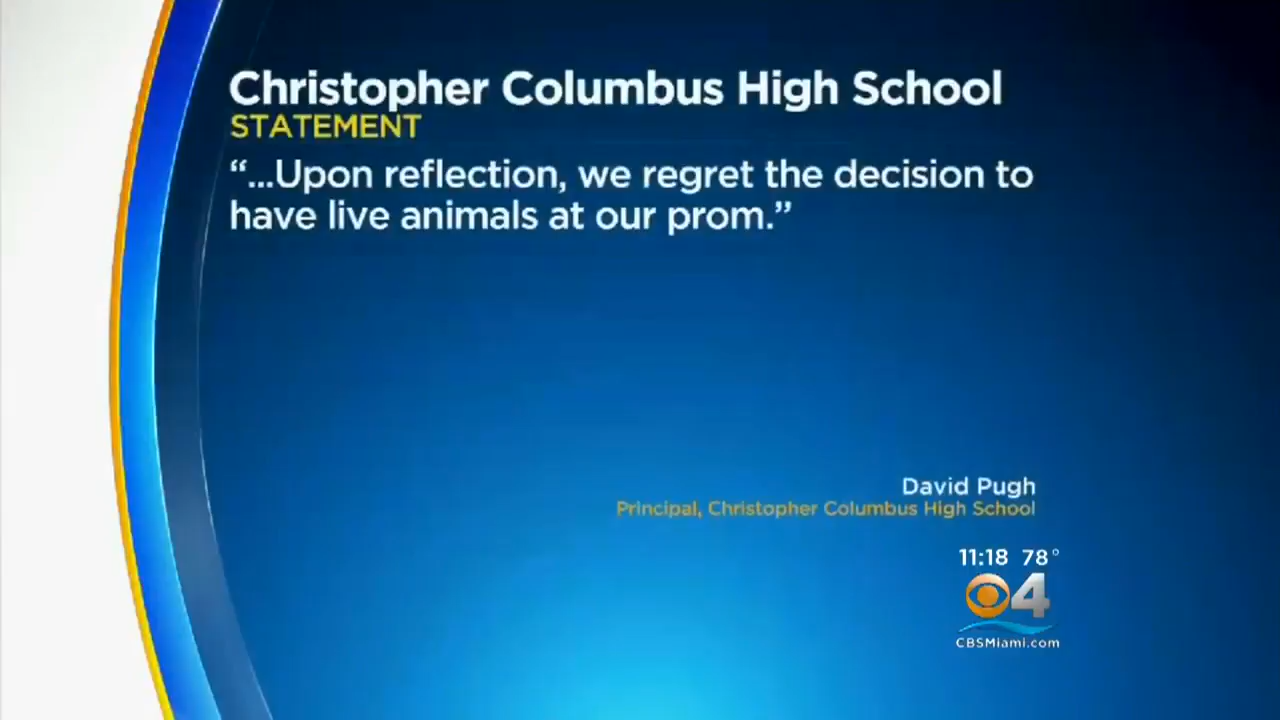 Christopher Columbus High School
STATEMENT
“...Upon reflection, we regret the decision to
have live animals at our prom.”
David Pugh
Principal, Christopher Columbus High School
11:18 78°
4
CBSMiami.com